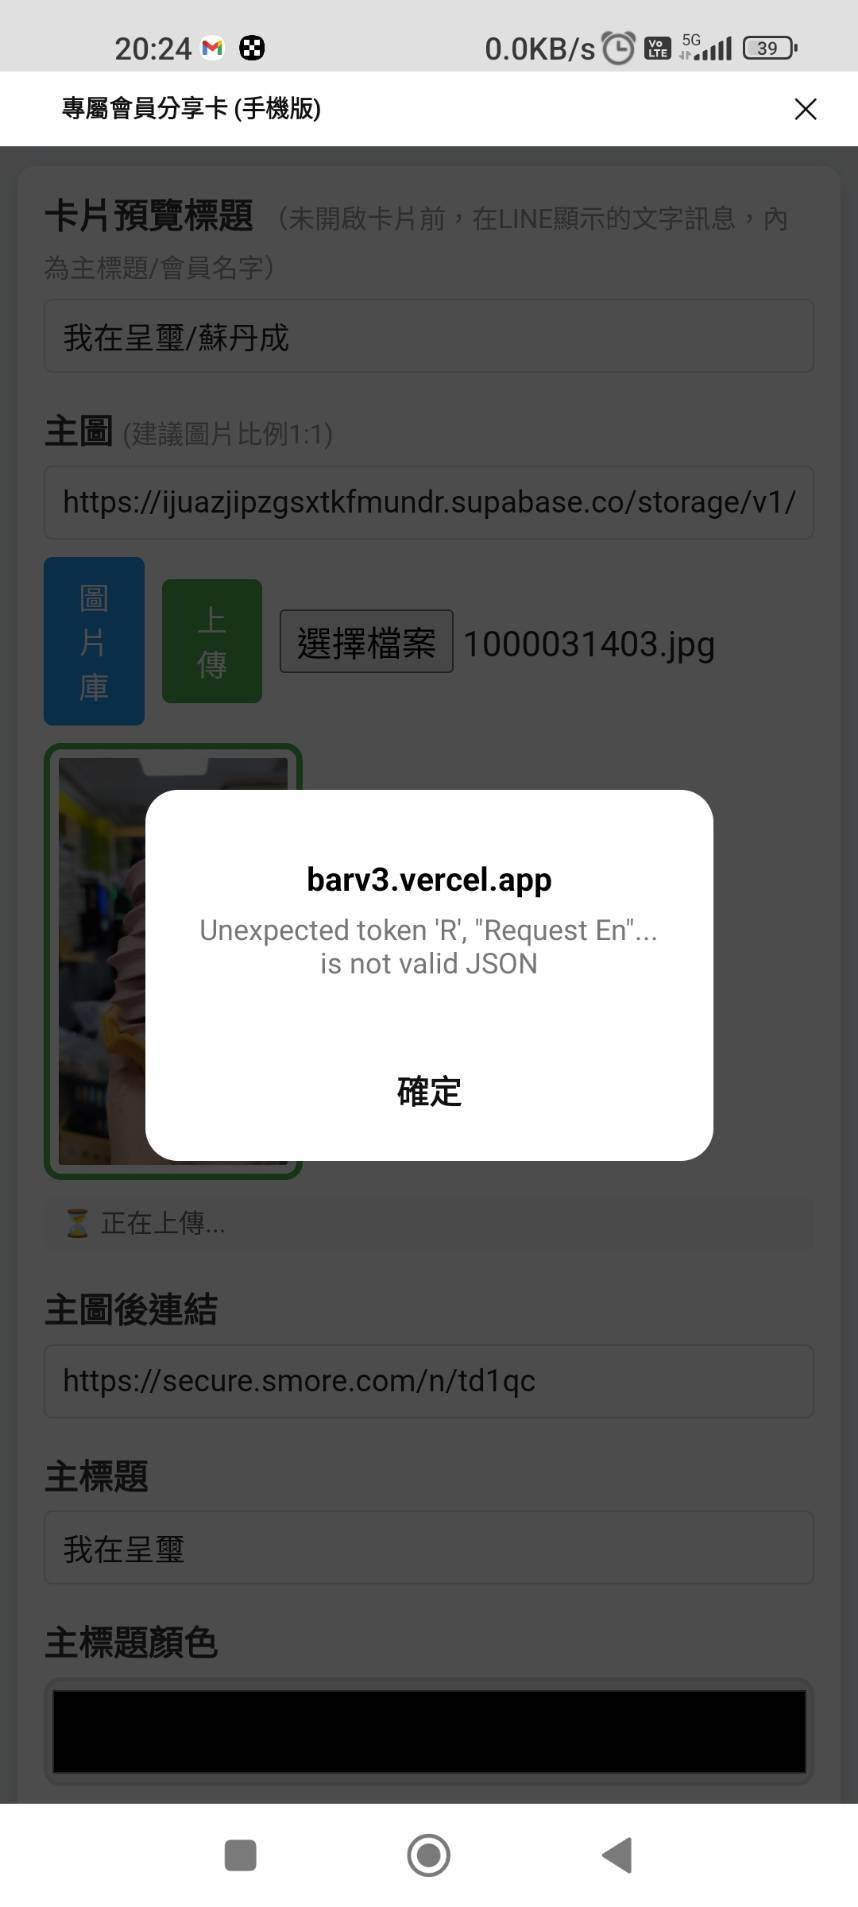 20:24 0.0KB/s Vo LTE 5G 39
專屬會員分享卡 (手機版)
卡片預覽標題 (未開啟卡片前，在LINE顯示的文字訊息，內
為主標題/會員名字)
我在呈璽/蘇丹成
主圖 (建議圖片比例1:1)
https://ijuazjipzgsxtkfmundr.supabase.co/storage/v1/
圖
片
庫
上
傳
選擇檔案 1000031403.jpg
barv3.vercel.app
Unexpected token 'R', "Request En"...
is not valid JSON
確定
正在上傳...
主圖後連結
https://secure.smore.com/n/td1qc
主標題
我在呈璽
主標題顏色